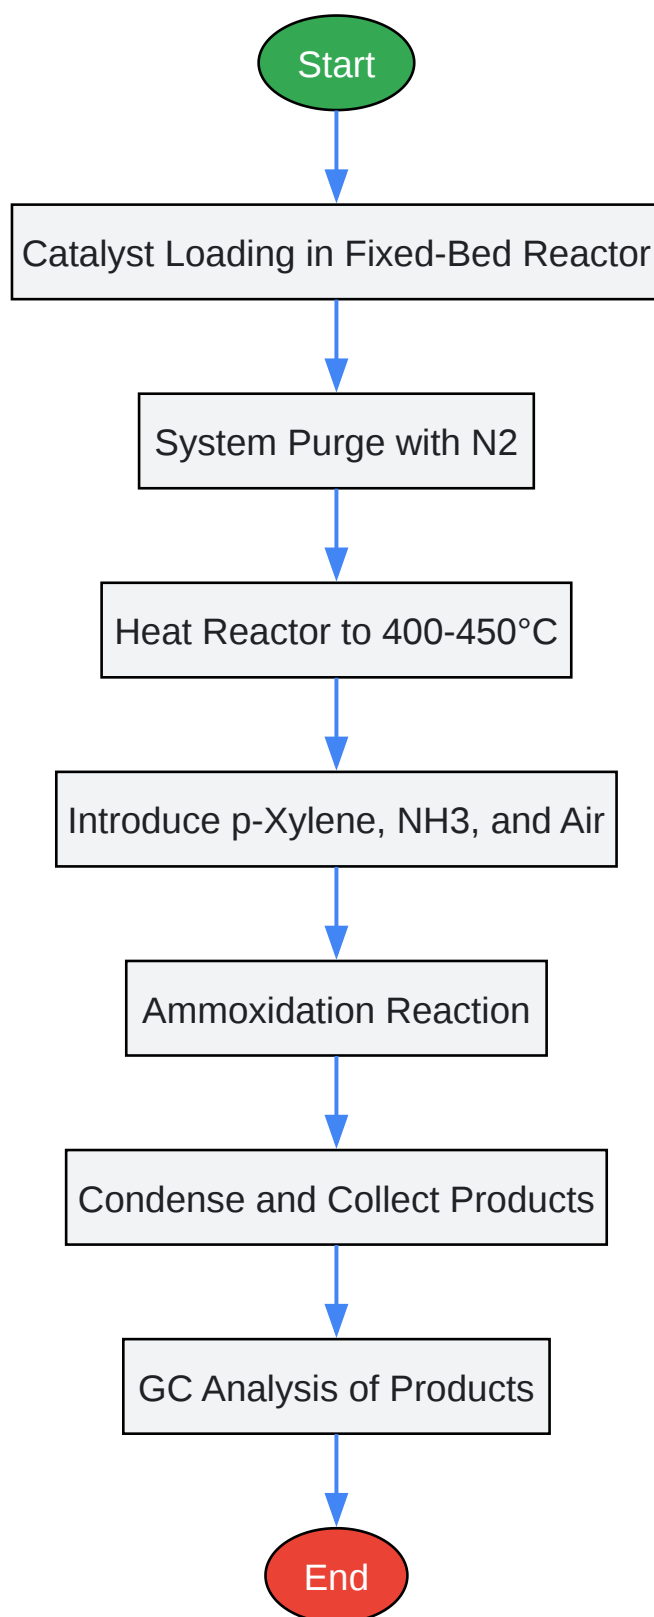 Start
Catalyst Loading in Fixed-Bed Reactor
System Purge with N2
Heat Reactor to 400-450°C
Introduce p-Xylene, NH3, and Air
Ammoxidation Reaction
Condense and Collect Products
GC Analysis of Products
End